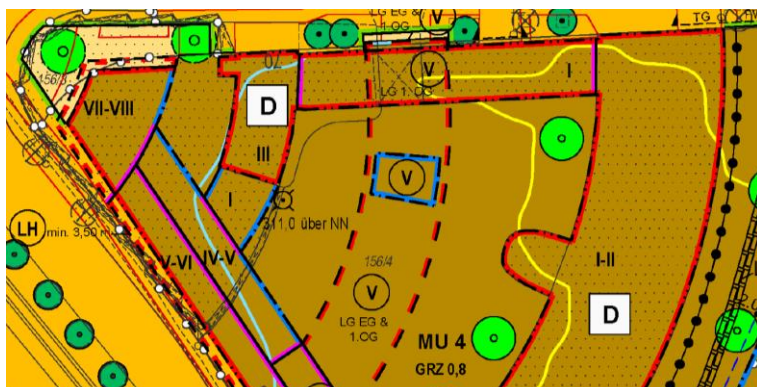 LG EG &
1.OG
V
TG
156/3
70
VII-VIII
D
V
I
LG 1. OG
III
V
I
311,0 über NN
LH
min. 3,50 m
V-VI
IV-V
156/4
I-II
V
D
LG EG &
1.OG
MU 4
GRZ 0,8